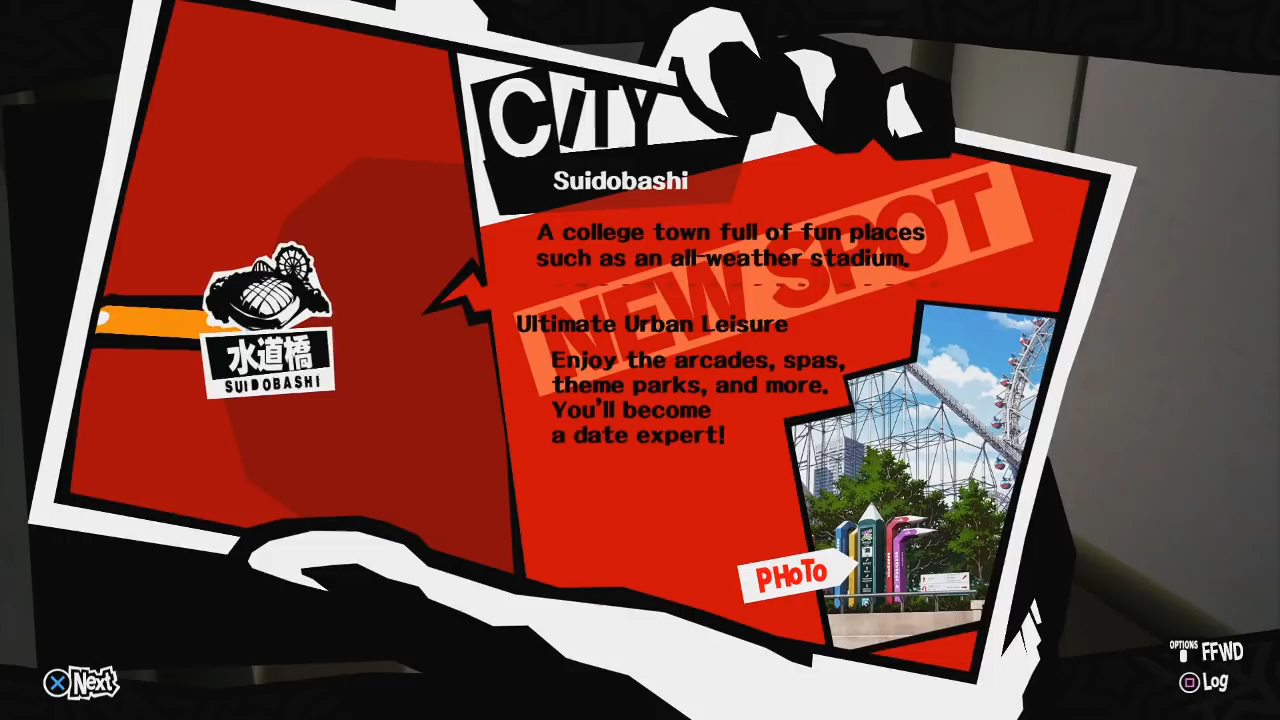 CITY
Suidobashi
A college town full of fun places
such as an all-weather stadium.
NEW SPOT
Ultimate Urban Leisure
Enjoy the arcades, spas,
theme parks, and more.
You'll become
a date expert!
水道橋
SUIDOBASHI
PHOTO
Next
OPTIONS
FFWD
Log